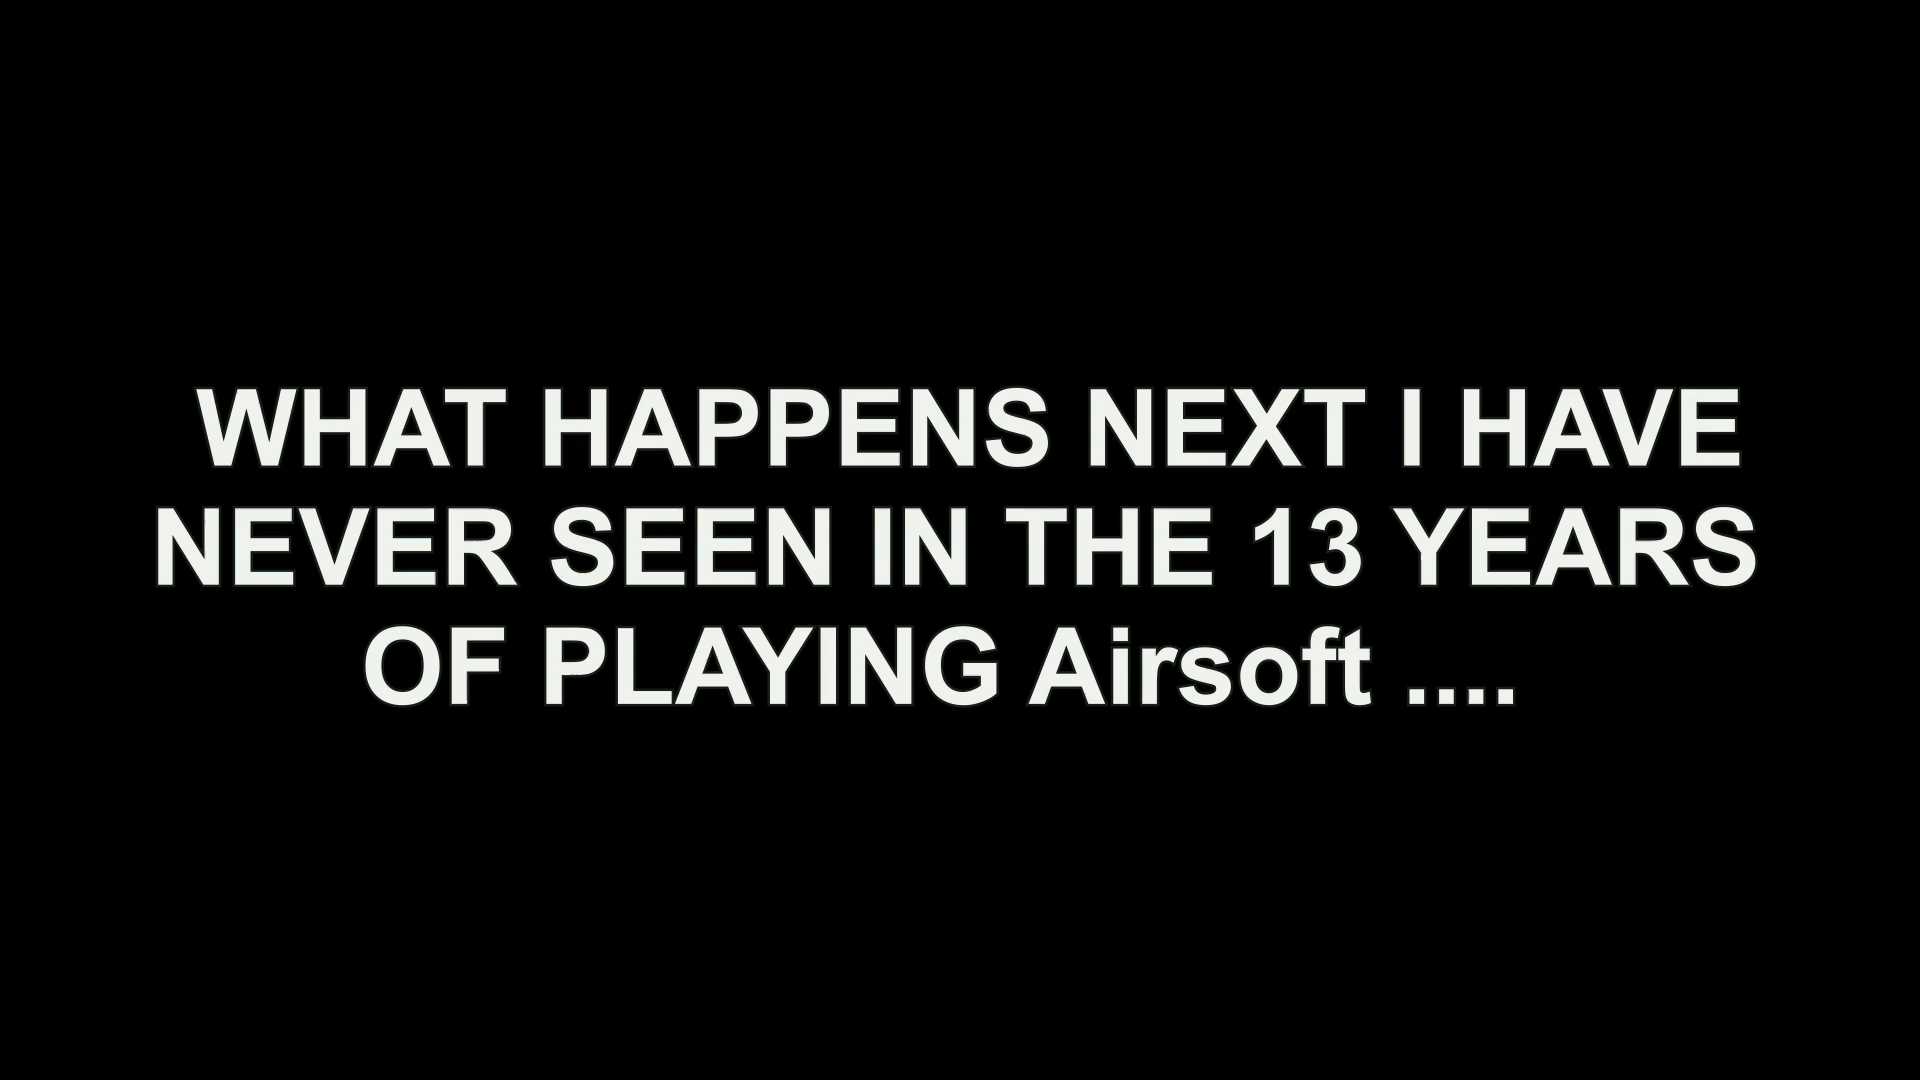 WHAT HAPPENS NEXT I HAVE
NEVER SEEN IN THE 13 YEARS
OF PLAYING Airsoft ....